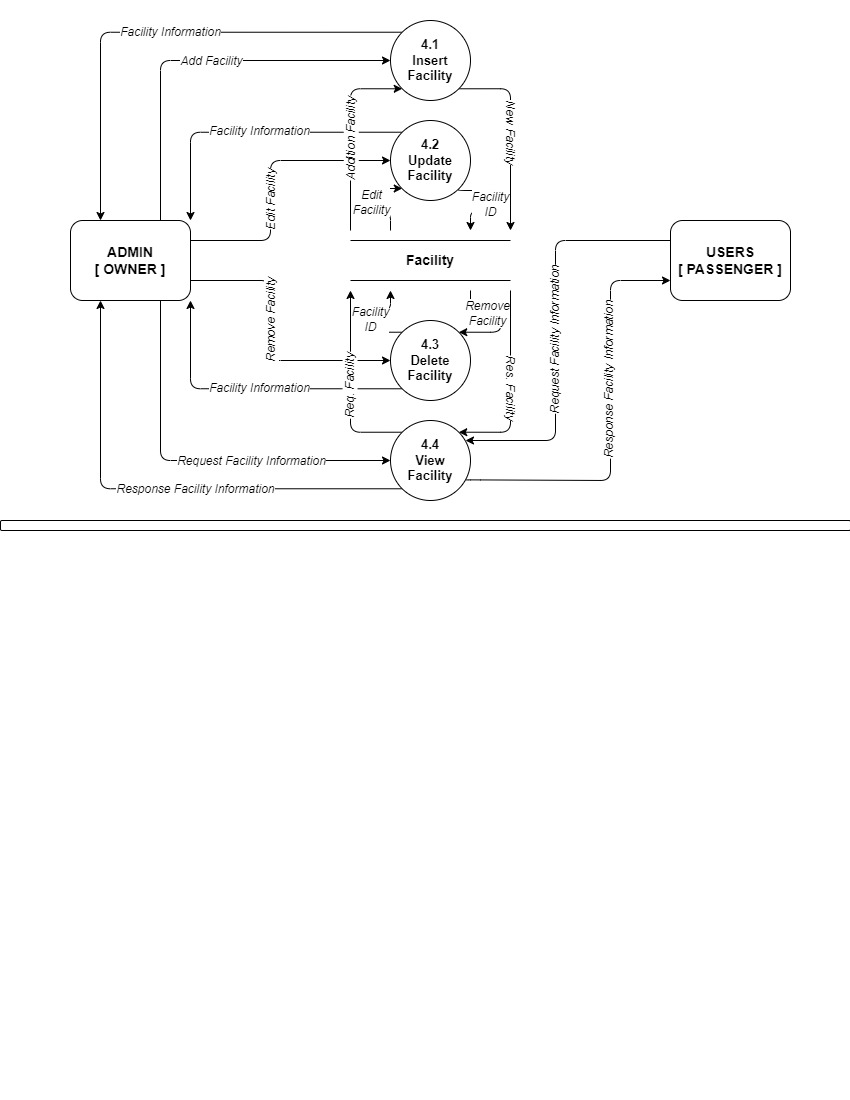 Facility Information
4.1
Insert
Facility
Add Facility
Addition Facility
New Facility
Facility Information
4.2
Update
Facility
Edit Facility
Edit
Facility
Facility
ID
ADMIN
[ OWNER ]
Facility
USERS
[ PASSENGER ]
Remove Facility
Facility
ID
Remove
Facility
Request Facility Information
Response Facility Information
4.3
Delete
Facility
Facility Information
Req. Facility
Res. Facility
4.4
View
Facility
Request Facility Information
Response Facility Information